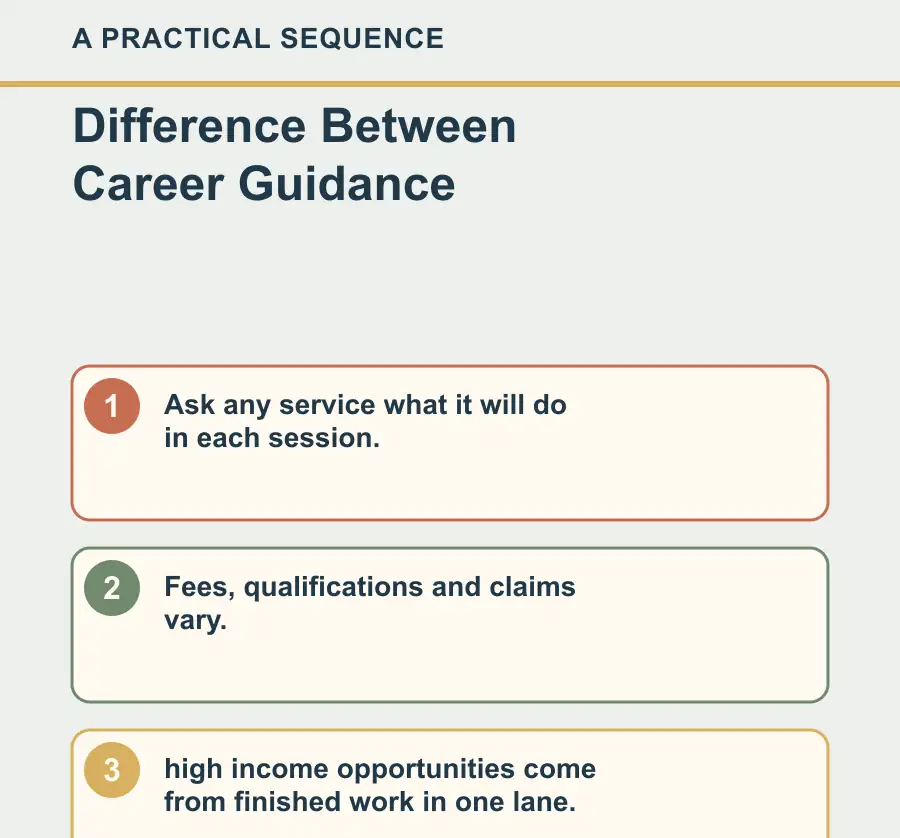 A PRACTICAL SEQUENCE
Difference Between
Career Guidance
1
Ask any service what it will do
in each session.
2
Fees, qualifications and claims
vary.
3
high income opportunities come
from finished work in one lane.